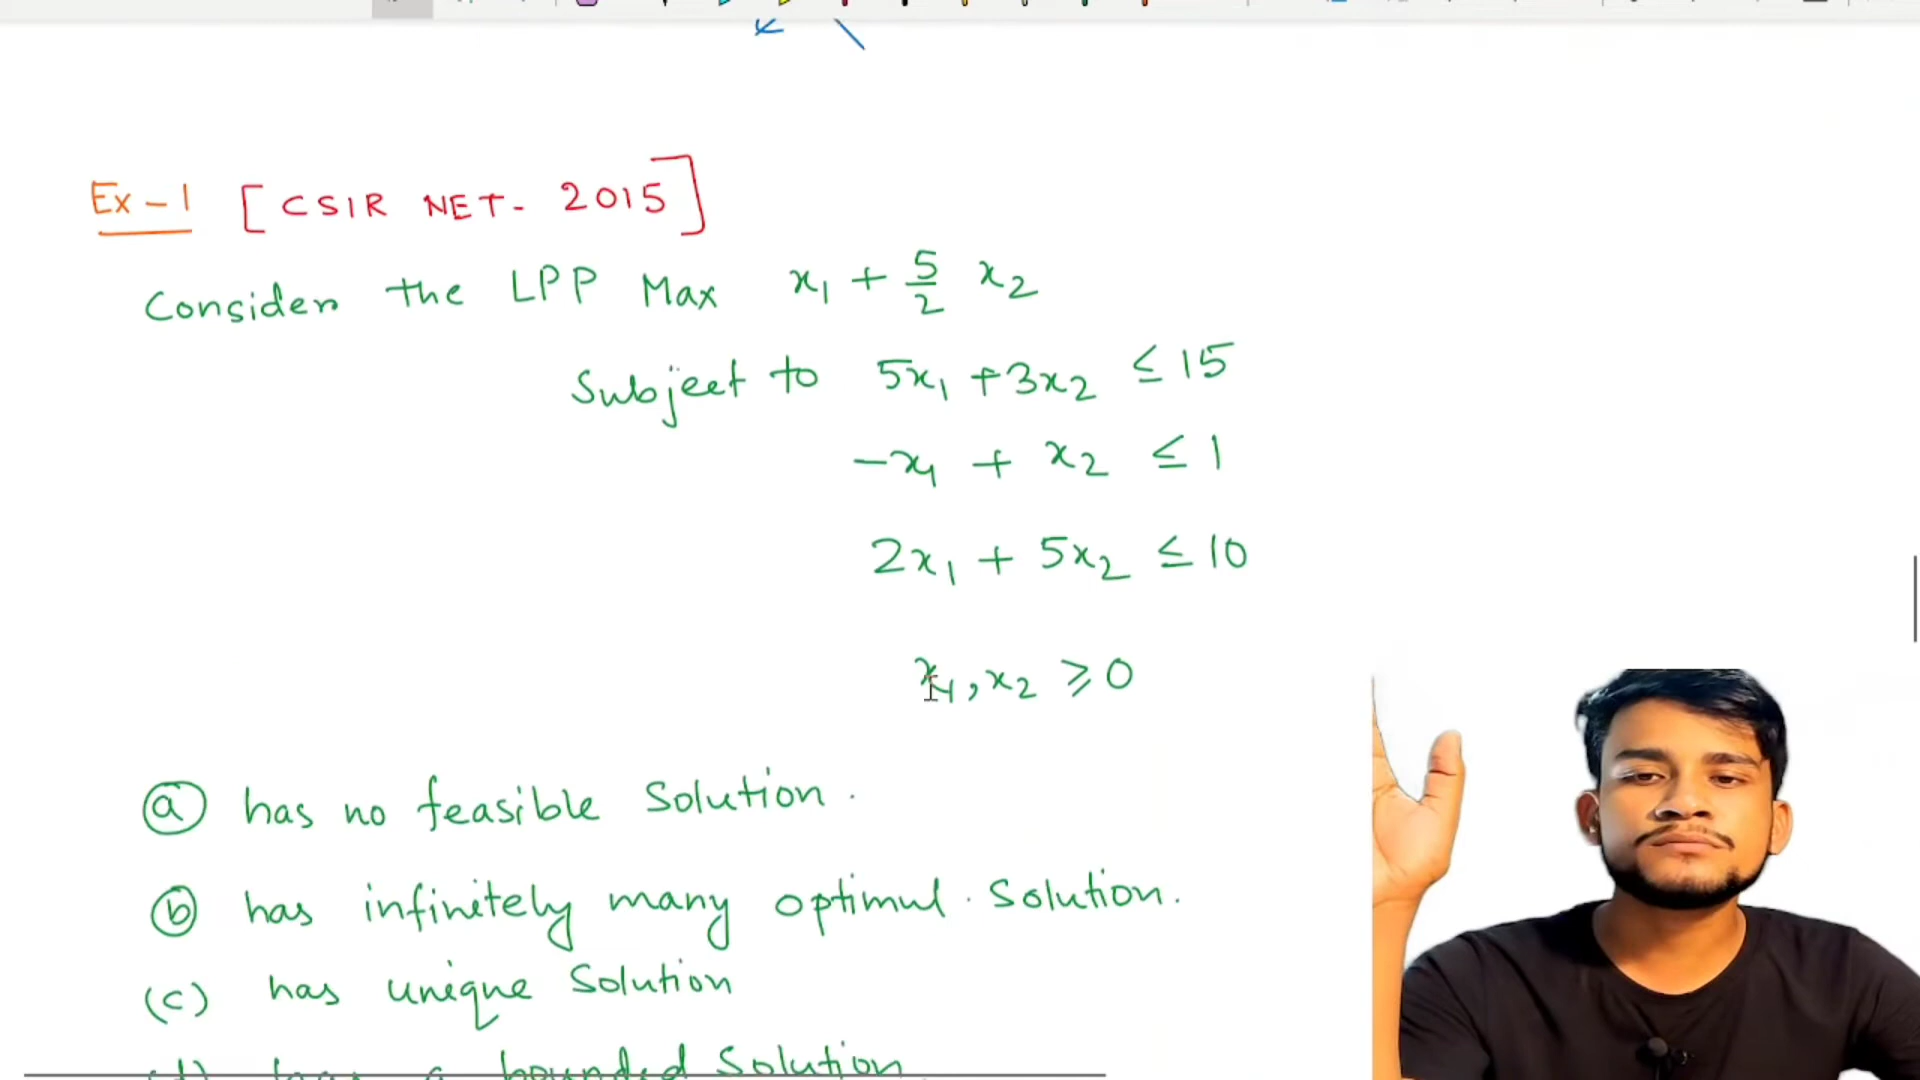 Ex-1 [CSIR NET- 2015]
Consider the LPP Max x₁ + 5/2 x₂
Subject to 5x₁ + 3x₂ ≤ 15
-x₁ + x₂ ≤ 1
2x₁ + 5x₂ ≤ 10
x₁, x₂ ≥ 0
(a) has no feasible Solution.
(b) has infinitely many optimul. Solution.
(c) has unique Solution
a bounded Solution